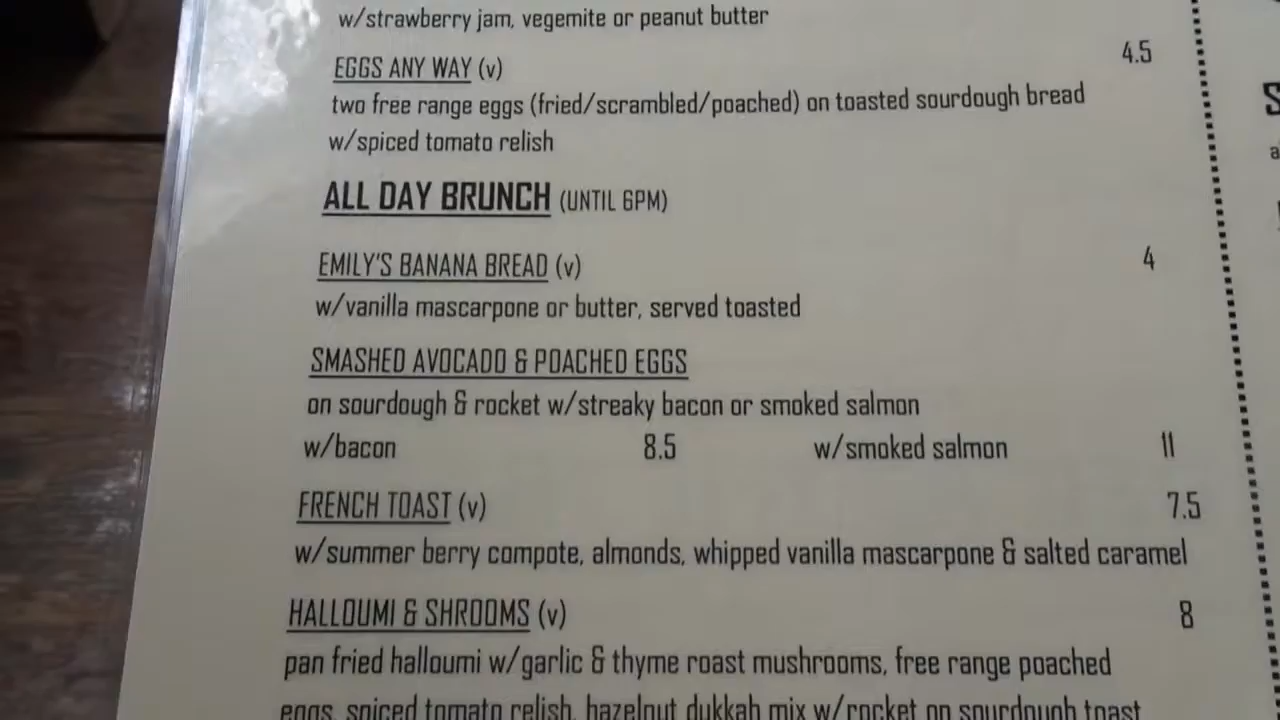 w/strawberry jam, vegemite or peanut butter
EGGS ANY WAY (v) 4.5
two free range eggs (fried/scrambled/poached) on toasted sourdough bread
w/spiced tomato relish
ALL DAY BRUNCH (UNTIL 6PM)
EMILY'S BANANA BREAD (v) 4
w/vanilla mascarpone or butter, served toasted
SMASHED AVOCADO & POACHED EGGS
on sourdough & rocket w/streaky bacon or smoked salmon
w/bacon 8.5 w/smoked salmon 11
FRENCH TOAST (v) 7.5
w/summer berry compote, almonds, whipped vanilla mascarpone & salted caramel
HALLOUMI & SHROOMS (v) 8
pan fried halloumi w/garlic & thyme roast mushrooms, free range poached
eggs, spiced tomato relish, hazelnut dukkah mix w/rocket on sourdough toast